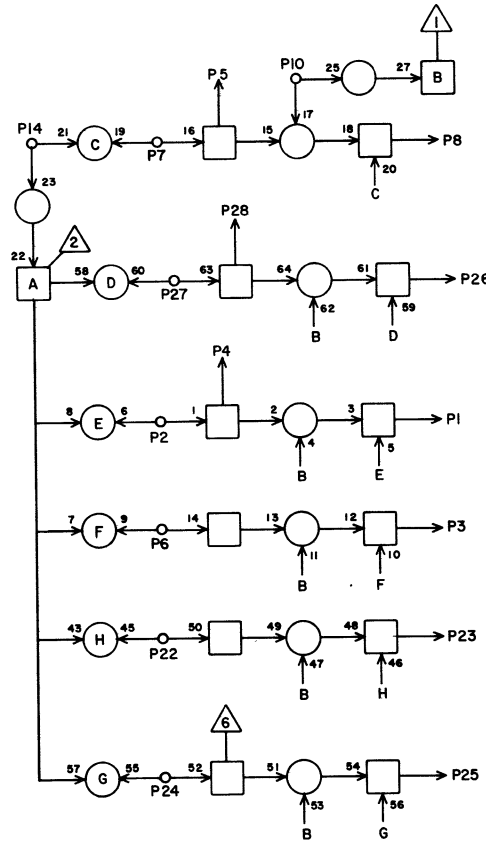 1
P5
P10
25
27
B
P14
21
C
19
P7
16
15
17
18
P8
20
C
23
22
2
A
58
D
60
P27
63
P28
64
62
B
61
59
D
P26
P4
8
E
6
P2
1
2
4
B
3
5
E
P1
7
F
9
P6
14
13
11
B
12
10
F
P3
43
H
45
P22
50
49
47
B
48
46
H
P23
6
57
G
55
P24
52
51
53
B
54
56
G
P25